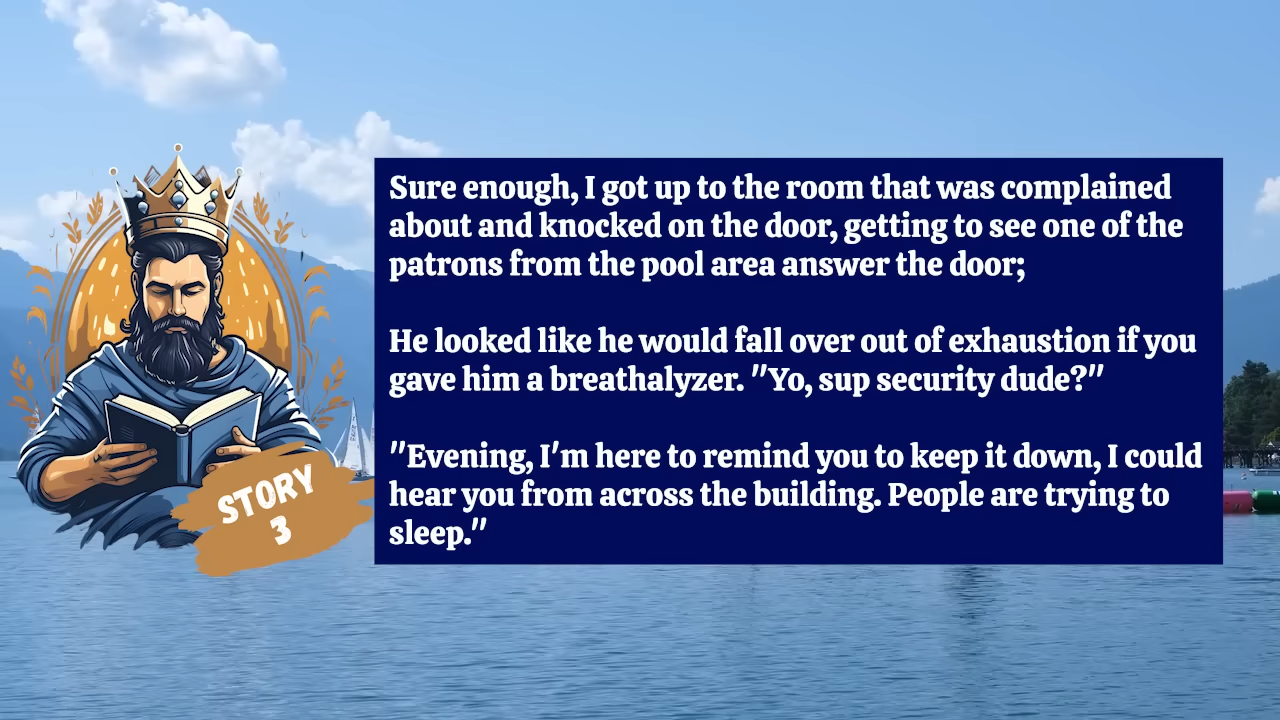 Sure enough, I got up to the room that was complained
about and knocked on the door, getting to see one of the
patrons from the pool area answer the door;
He looked like he would fall over out of exhaustion if you
gave him a breathalyzer. "Yo, sup security dude?"
"Evening, I'm here to remind you to keep it down, I could
hear you from across the building. People are trying to
sleep."
STORY
3